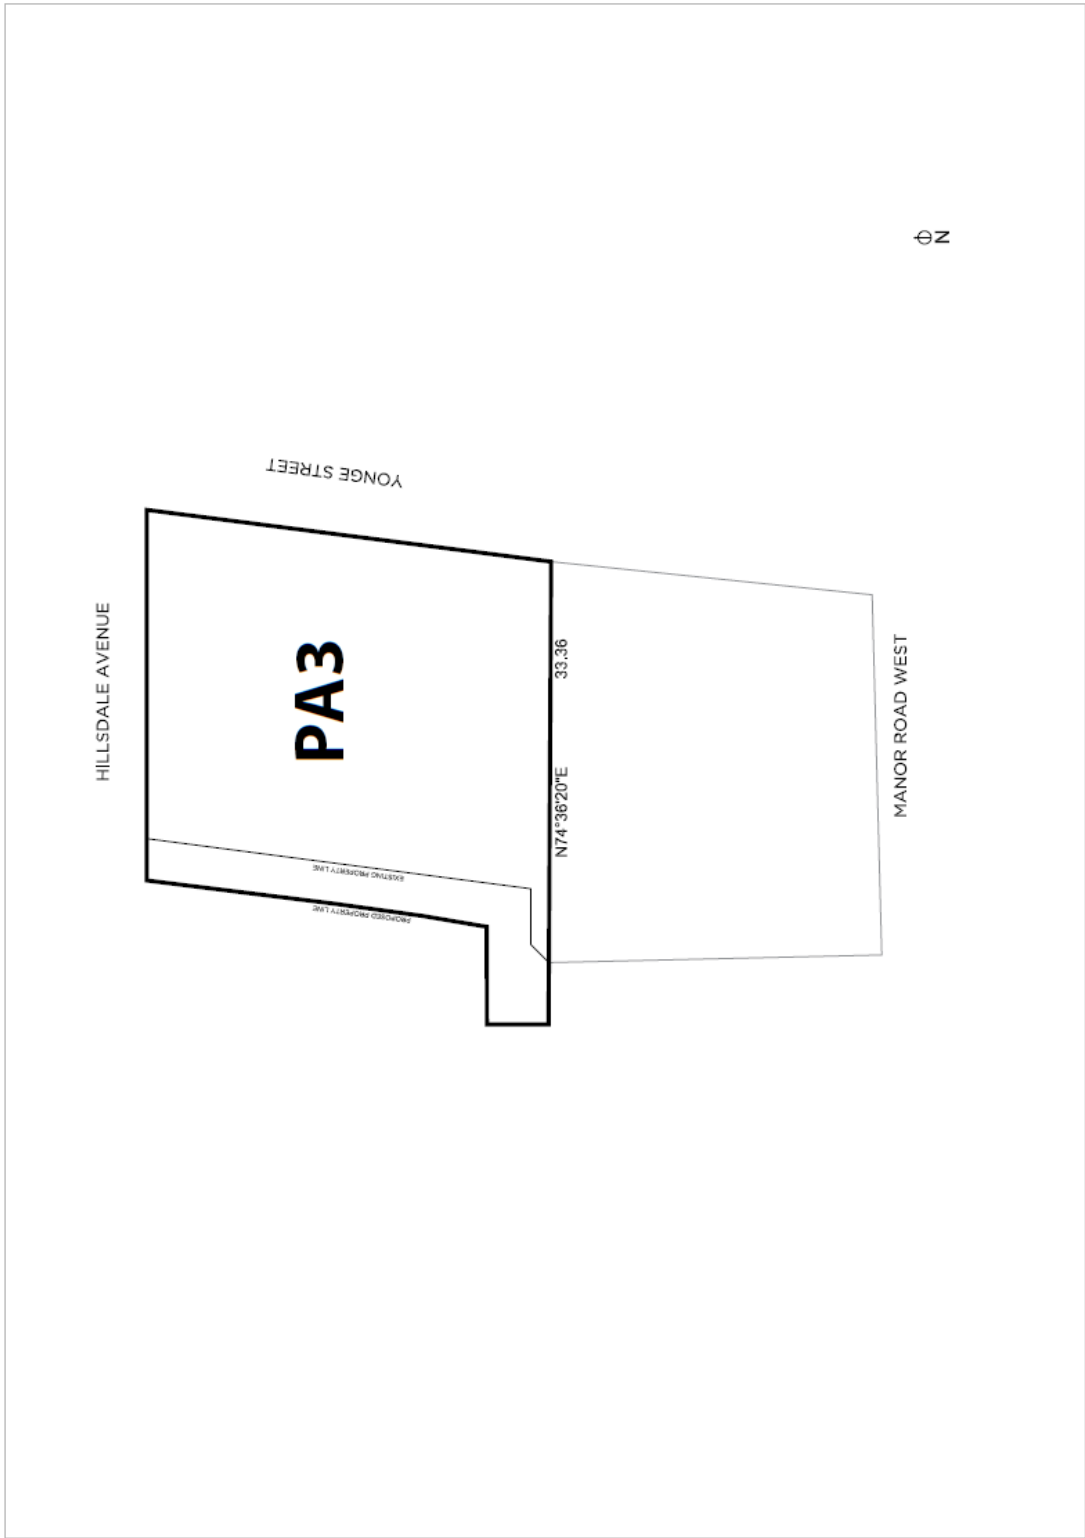 N
YONGE STREET
HILLSDALE AVENUE
PA3
33.36
N74°36'20"E
MANOR ROAD WEST
EXISTING PROPERTY LINE
PROPOSED PROPERTY LINE